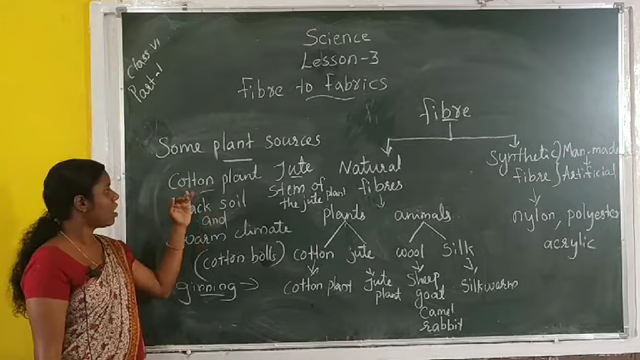 Class VI
Part-1
Science
Lesson-3
Fibre to Fabrics
fibre
Some plant sources
Cotton plant
ck soil
and
warm climate
(cotton bolls)
ginning →
Jute
Stem of
the jute plant
Natural
fibres
Synthetic
fibre
Man-made
Artificial
plants
animals
cotton jute wool Silk
Cotton plant
Jute
plant
Sheep
goat
Camel
rabbit
Silkworm
nylon, polyester
acrylic